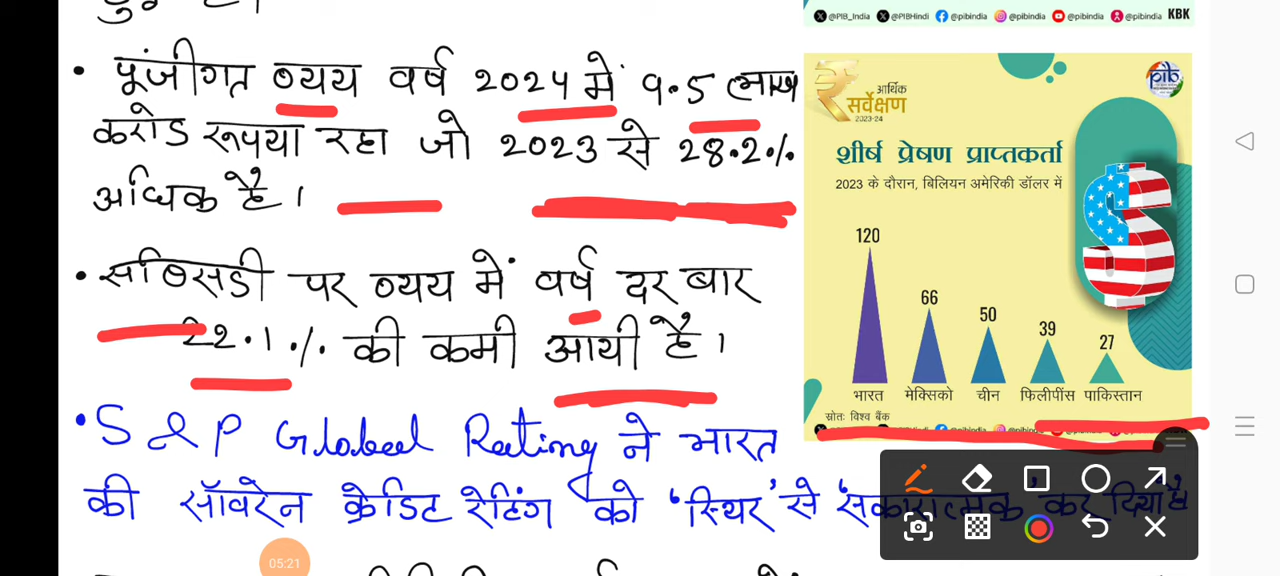 • पूंजीगत व्यय वर्ष 2024 में 9.5 लाख
करोड रूपया रहा जो 2023 से 28.2%
अधिक है।
• सब्सिडी पर व्यय में वर्ष दर बार
22.1% की कमी आयी है।
• S & P Global Rating ने भारत
की सॉवरेन क्रेडिट रेटिंग को 'स्थिर' से 'सकारात्मक' कर दिया है
@PIB_India @PIBHindi @pibindia @pibindia @pibindia @pibindia KBK
pib
आर्थिक
सर्वेक्षण
2023-24
शीर्ष प्रेषण प्राप्तकर्ता
2023 के दौरान, बिलियन अमेरिकी डॉलर में
120
66
50
39
27
भारत मेक्सिको चीन फिलीपींस पाकिस्तान
स्रोत: विश्व बैंक
05:21